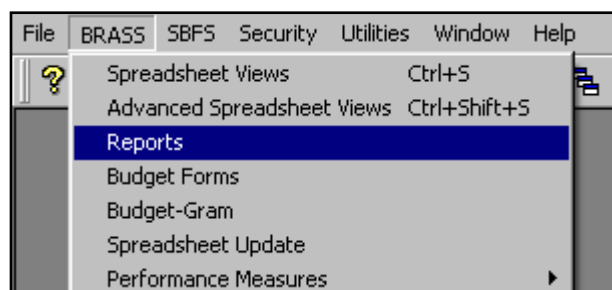 File BRASS SBFS Security Utilities Window Help
Spreadsheet Views Ctrl+S
Advanced Spreadsheet Views Ctrl+Shift+S
Reports
Budget Forms
Budget-Gram
Spreadsheet Update
Performance Measures